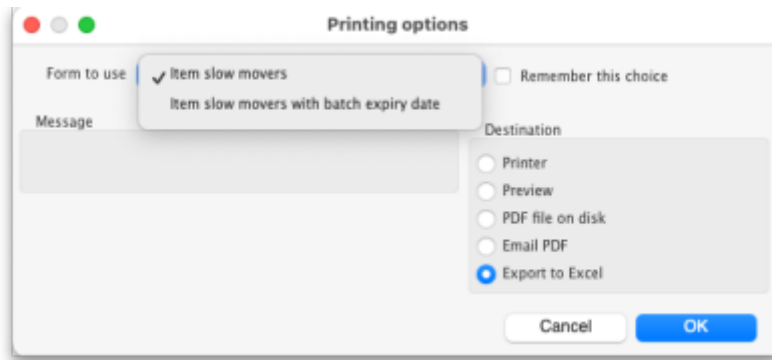 Printing options
Form to use
✓ Item slow movers
Item slow movers with batch expiry date
Remember this choice
Message
Destination
Printer
Preview
PDF file on disk
Email PDF
Export to Excel
Cancel
OK